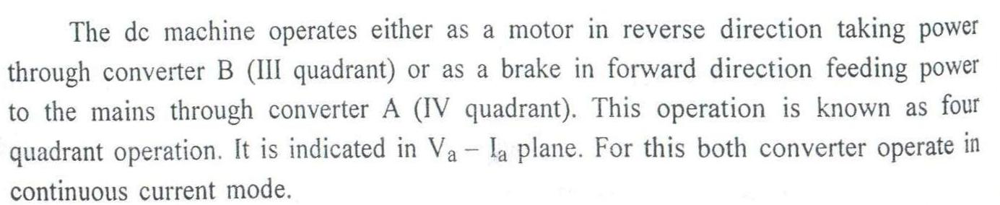 The dc machine operates either as a motor in reverse direction taking power
through converter B (III quadrant) or as a brake in forward direction feeding power
to the mains through converter A (IV quadrant). This operation is known as four
quadrant operation. It is indicated in Va – Ia plane. For this both converter operate in
continuous current mode.